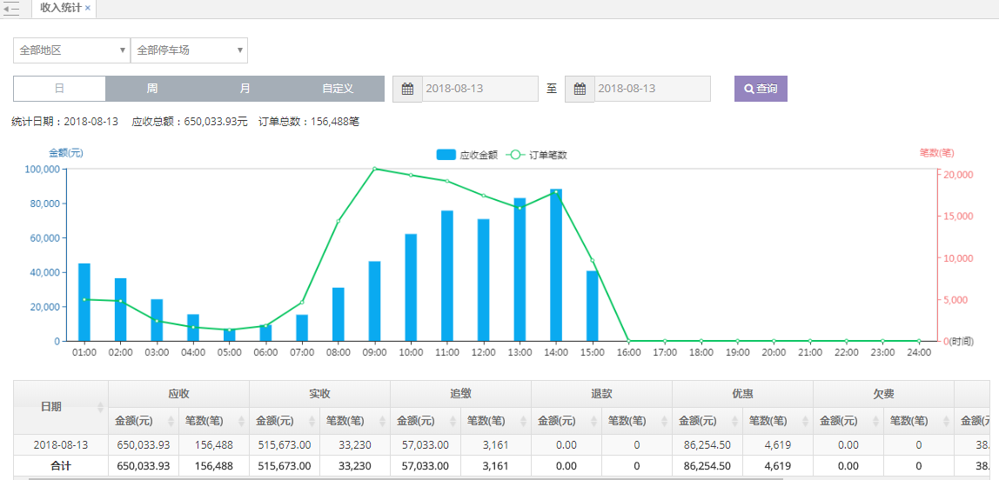 收入统计 ×
全部地区 ▼ 全部停车场 ▼
日 周 月 自定义 2018-08-13 至 2018-08-13 查询
统计日期：2018-08-13 应收总额：650,033.93元 订单总数：156,488笔
金额(元) 应收金额 订单笔数 笔数(笔)
100,000 20,000
80,000 15,000
60,000 10,000
40,000 5,000
20,000
0 0 (时间)
01:00 02:00 03:00 04:00 05:00 06:00 07:00 08:00 09:00 10:00 11:00 12:00 13:00 14:00 15:00 16:00 17:00 18:00 19:00 20:00 21:00 22:00 23:00 24:00
日期 应收 实收 追缴 退款 优惠 欠费
金额(元) 笔数(笔) 金额(元) 笔数(笔) 金额(元) 笔数(笔) 金额(元) 笔数(笔) 金额(元) 笔数(笔) 金额(元) 笔数(笔) 金额(元
2018-08-13 650,033.93 156,488 515,673.00 33,230 57,033.00 3,161 0.00 0 86,254.50 4,619 0.00 0 38.
合计 650,033.93 156,488 515,673.00 33,230 57,033.00 3,161 0.00 0 86,254.50 4,619 0.00 0 38.